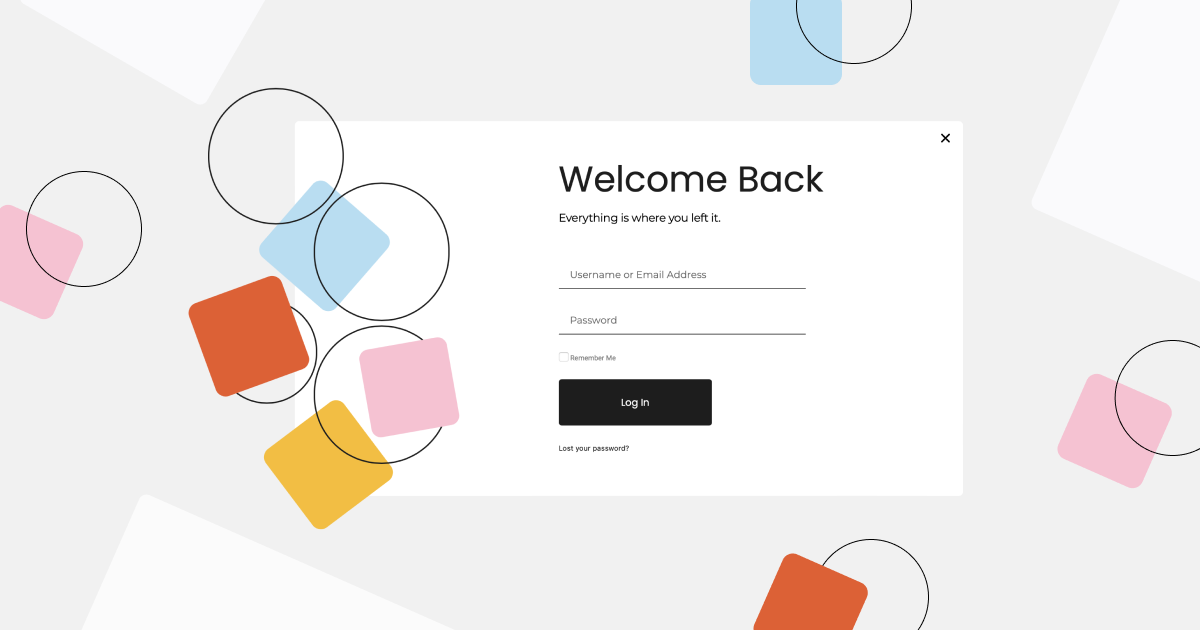 Welcome Back
Everything is where you left it.
Username or Email Address
Password
Remember Me
Log In
Lost your password?